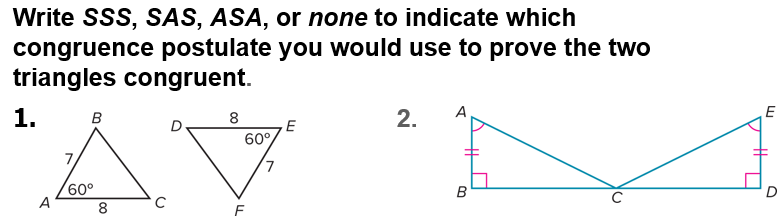 Write SSS, SAS, ASA, or none to indicate which
congruence postulate you would use to prove the two
triangles congruent.
1.
B
7
60°
A
8
C
D
8
E
60°
7
F
2.
A
E
B
C
D